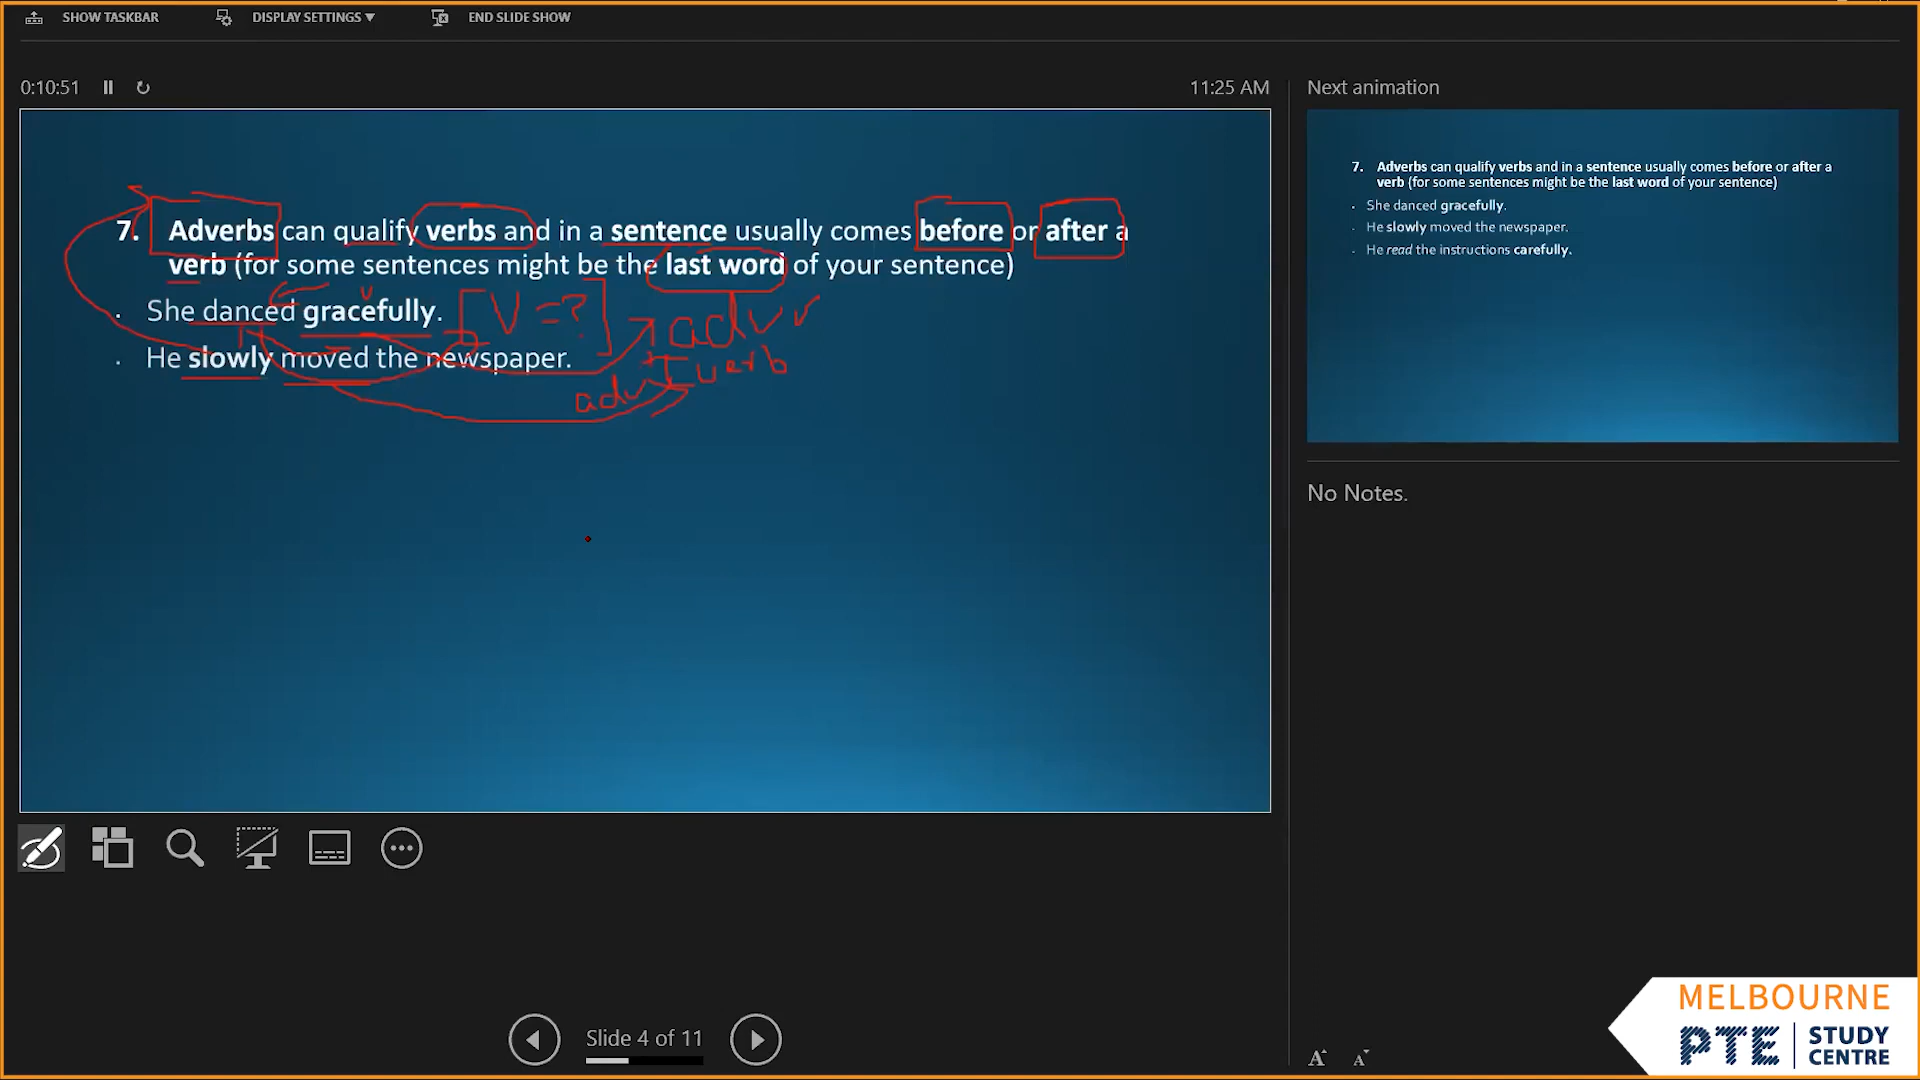 SHOW TASKBAR DISPLAY SETTINGS ▼ END SLIDE SHOW
0:10:51 11:25 AM
7. Adverbs can qualify verbs and in a sentence usually comes before or after a
verb (for some sentences might be the last word of your sentence)
. She danced gracefully.
. He slowly moved the newspaper.
v
[V = ?]
adv
adv + verb
Slide 4 of 11
Next animation
7. Adverbs can qualify verbs and in a sentence usually comes before or after a
verb (for some sentences might be the last word of your sentence)
. She danced gracefully.
. He slowly moved the newspaper.
. He read the instructions carefully.
No Notes.
A A
MELBOURNE
PTE STUDY
CENTRE